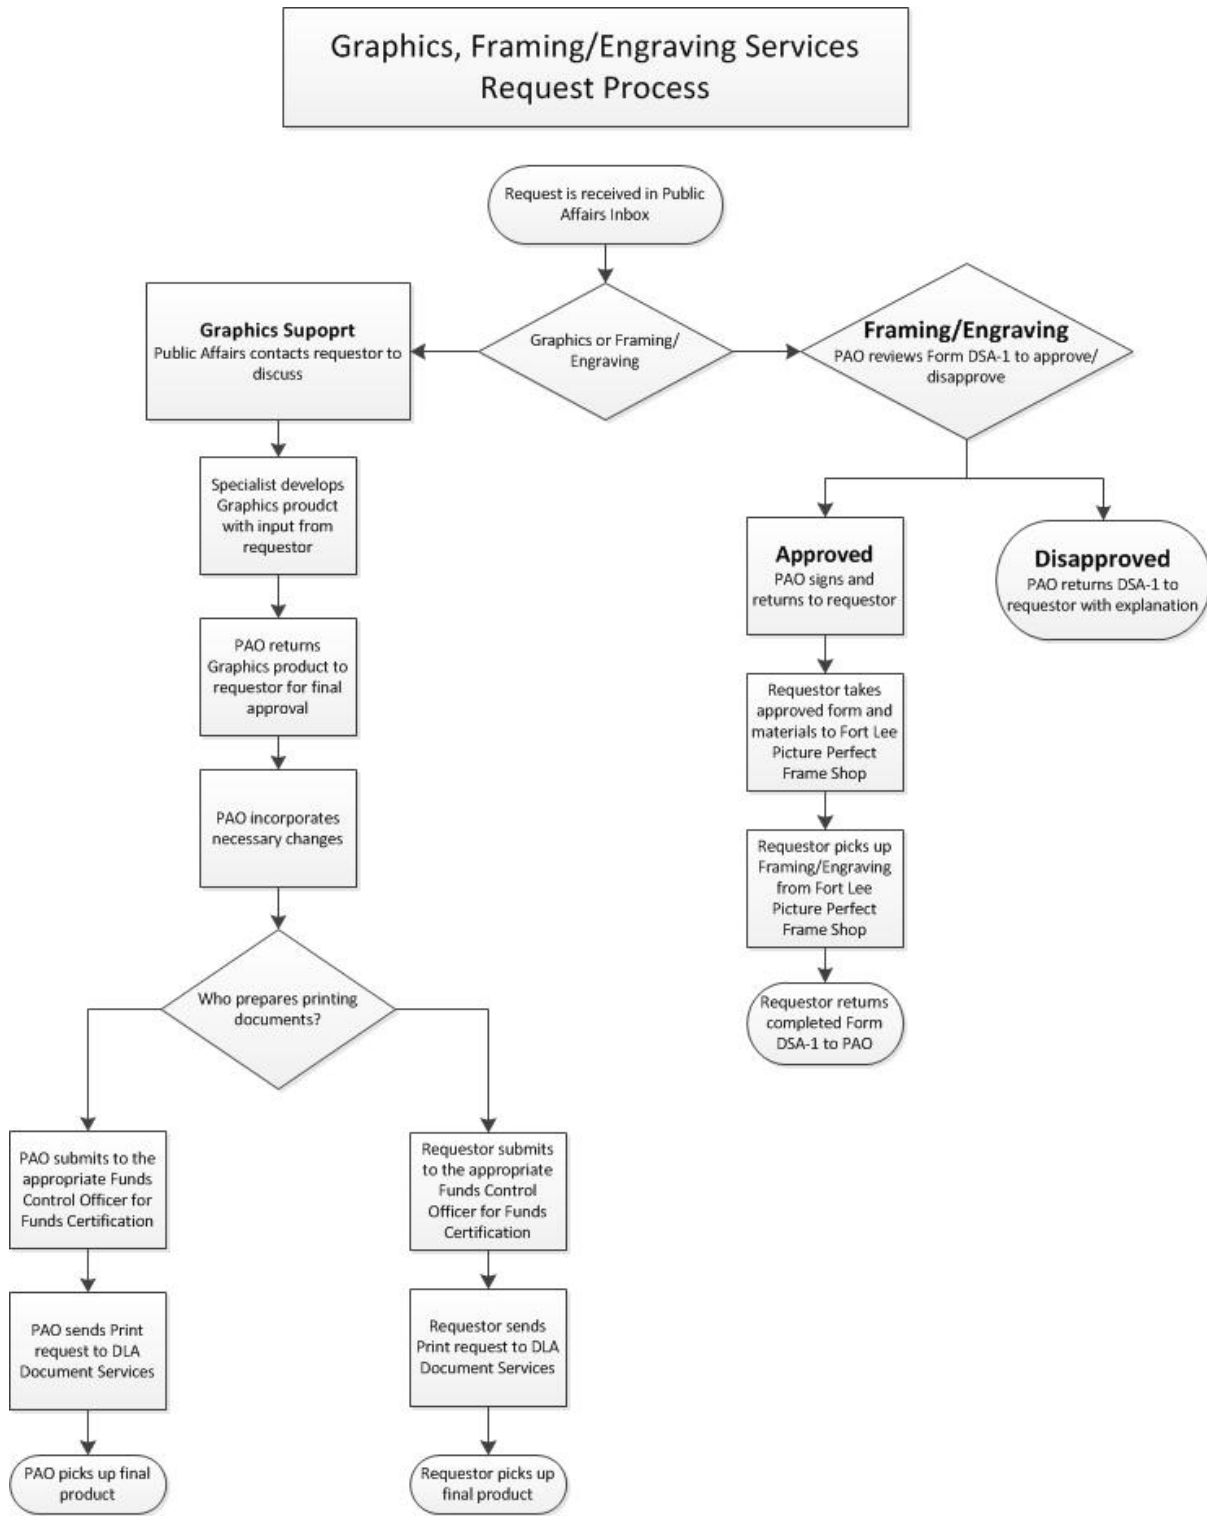 Graphics, Framing/Engraving Services
Request Process
Request is received in Public
Affairs Inbox
Graphics or Framing/
Engraving
Graphics Supoprt
Public Affairs contacts requestor to
discuss
Specialist develops
Graphics proudct
with input from
requestor
PAO returns
Graphics product to
requestor for final
approval
PAO incorporates
necessary changes
Who prepares printing
documents?
PAO submits to the
appropriate Funds
Control Officer for
Funds Certification
PAO sends Print
request to DLA
Document Services
PAO picks up final
product
Requestor submits
to the appropriate
Funds Control
Officer for Funds
Certification
Requestor sends
Print request to DLA
Document Services
Requestor picks up
final product
Framing/Engraving
PAO reviews Form DSA-1 to approve/
disapprove
Approved
PAO signs and
returns to requestor
Requestor takes
approved form and
materials to Fort Lee
Picture Perfect
Frame Shop
Requestor picks up
Framing/Engraving
from Fort Lee
Picture Perfect
Frame Shop
Requestor returns
completed Form
DSA-1 to PAO
Disapproved
PAO returns DSA-1 to
requestor with explanation